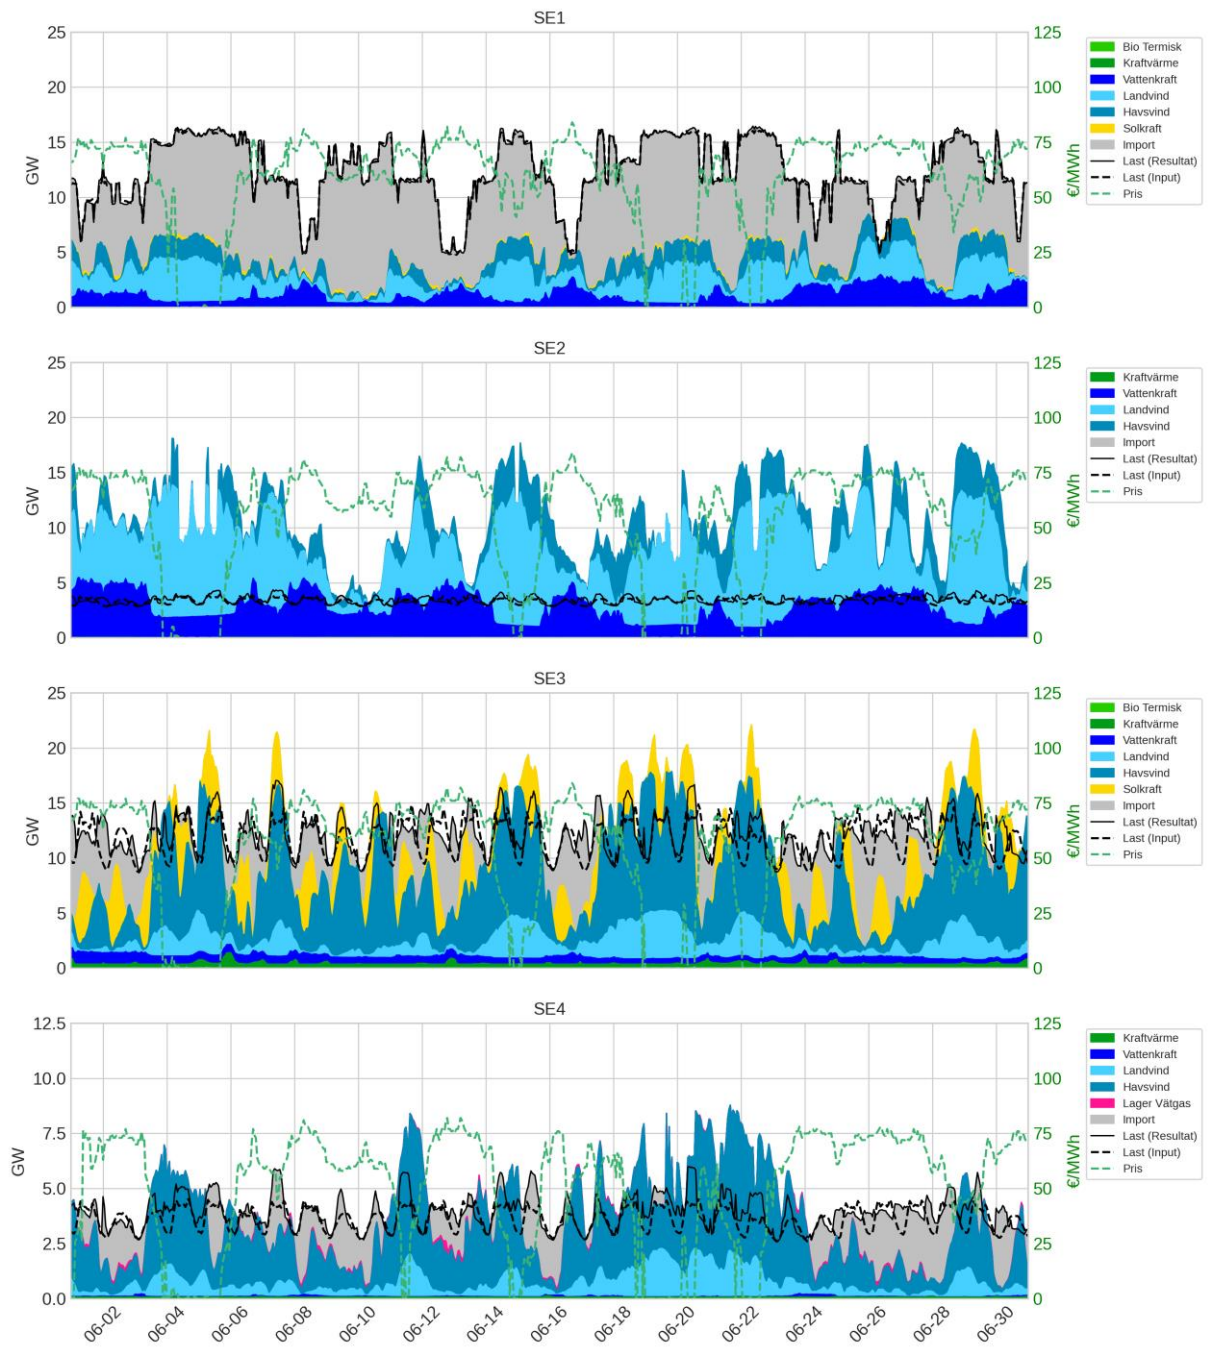 SE1
25
20
15
10
5
0
GW
125
100
75
50
25
0
€/MWh
Bio Termisk
Kraftvärme
Vattenkraft
Landvind
Havsvind
Solkraft
Import
Last (Resultat)
Last (Input)
Pris
SE2
25
20
15
10
5
0
GW
125
100
75
50
25
0
€/MWh
Kraftvärme
Vattenkraft
Landvind
Havsvind
Import
Last (Resultat)
Last (Input)
Pris
SE3
25
20
15
10
5
0
GW
125
100
75
50
25
0
€/MWh
Bio Termisk
Kraftvärme
Vattenkraft
Landvind
Havsvind
Solkraft
Import
Last (Resultat)
Last (Input)
Pris
SE4
12.5
10.0
7.5
5.0
2.5
0.0
GW
125
100
75
50
25
0
€/MWh
Kraftvärme
Vattenkraft
Landvind
Havsvind
Lager Vätgas
Import
Last (Resultat)
Last (Input)
Pris
06-02
06-04
06-06
06-08
06-10
06-12
06-14
06-16
06-18
06-20
06-22
06-24
06-26
06-28
06-30